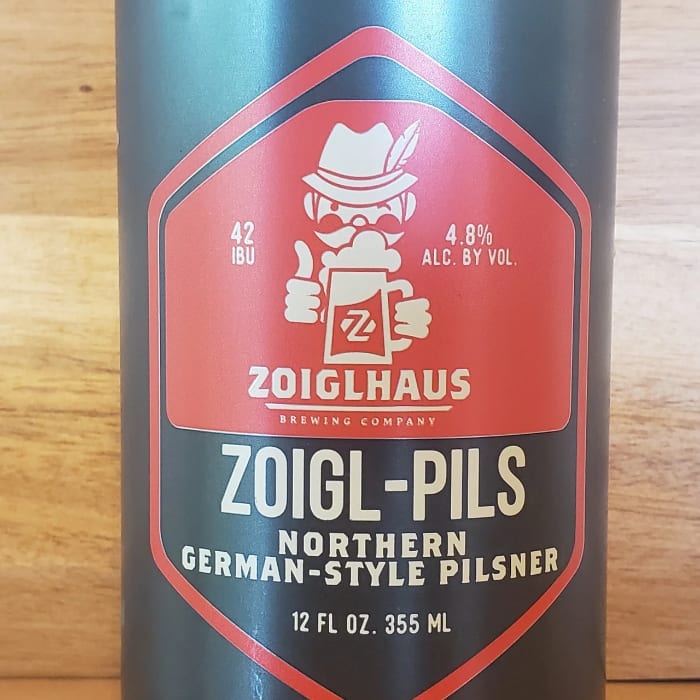 42
IBU
4.8%
ALC. BY VOL.
Z
ZOIGLHAUS
BREWING COMPANY
ZOIGL-PILS
NORTHERN
GERMAN-STYLE PILSNER
12 FL OZ. 355 ML